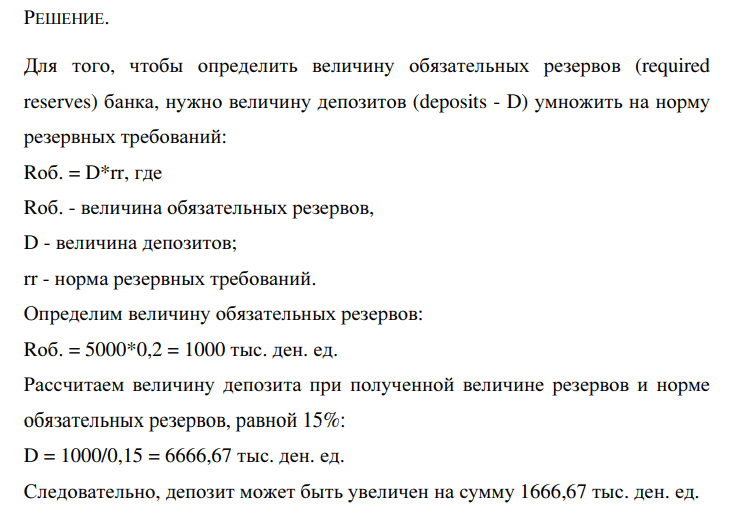 РЕШЕНИЕ.
Для того, чтобы определить величину обязательных резервов (required
reserves) банка, нужно величину депозитов (deposits - D) умножить на норму
резервных требований:
Rоб. = D*rr, где
Rоб. - величина обязательных резервов,
D - величина депозитов;
rr - норма резервных требований.
Определим величину обязательных резервов:
Rоб. = 5000*0,2 = 1000 тыс. ден. ед.
Рассчитаем величину депозита при полученной величине резервов и норме
обязательных резервов, равной 15%:
D = 1000/0,15 = 6666,67 тыс. ден. ед.
Следовательно, депозит может быть увеличен на сумму 1666,67 тыс. ден. ед.